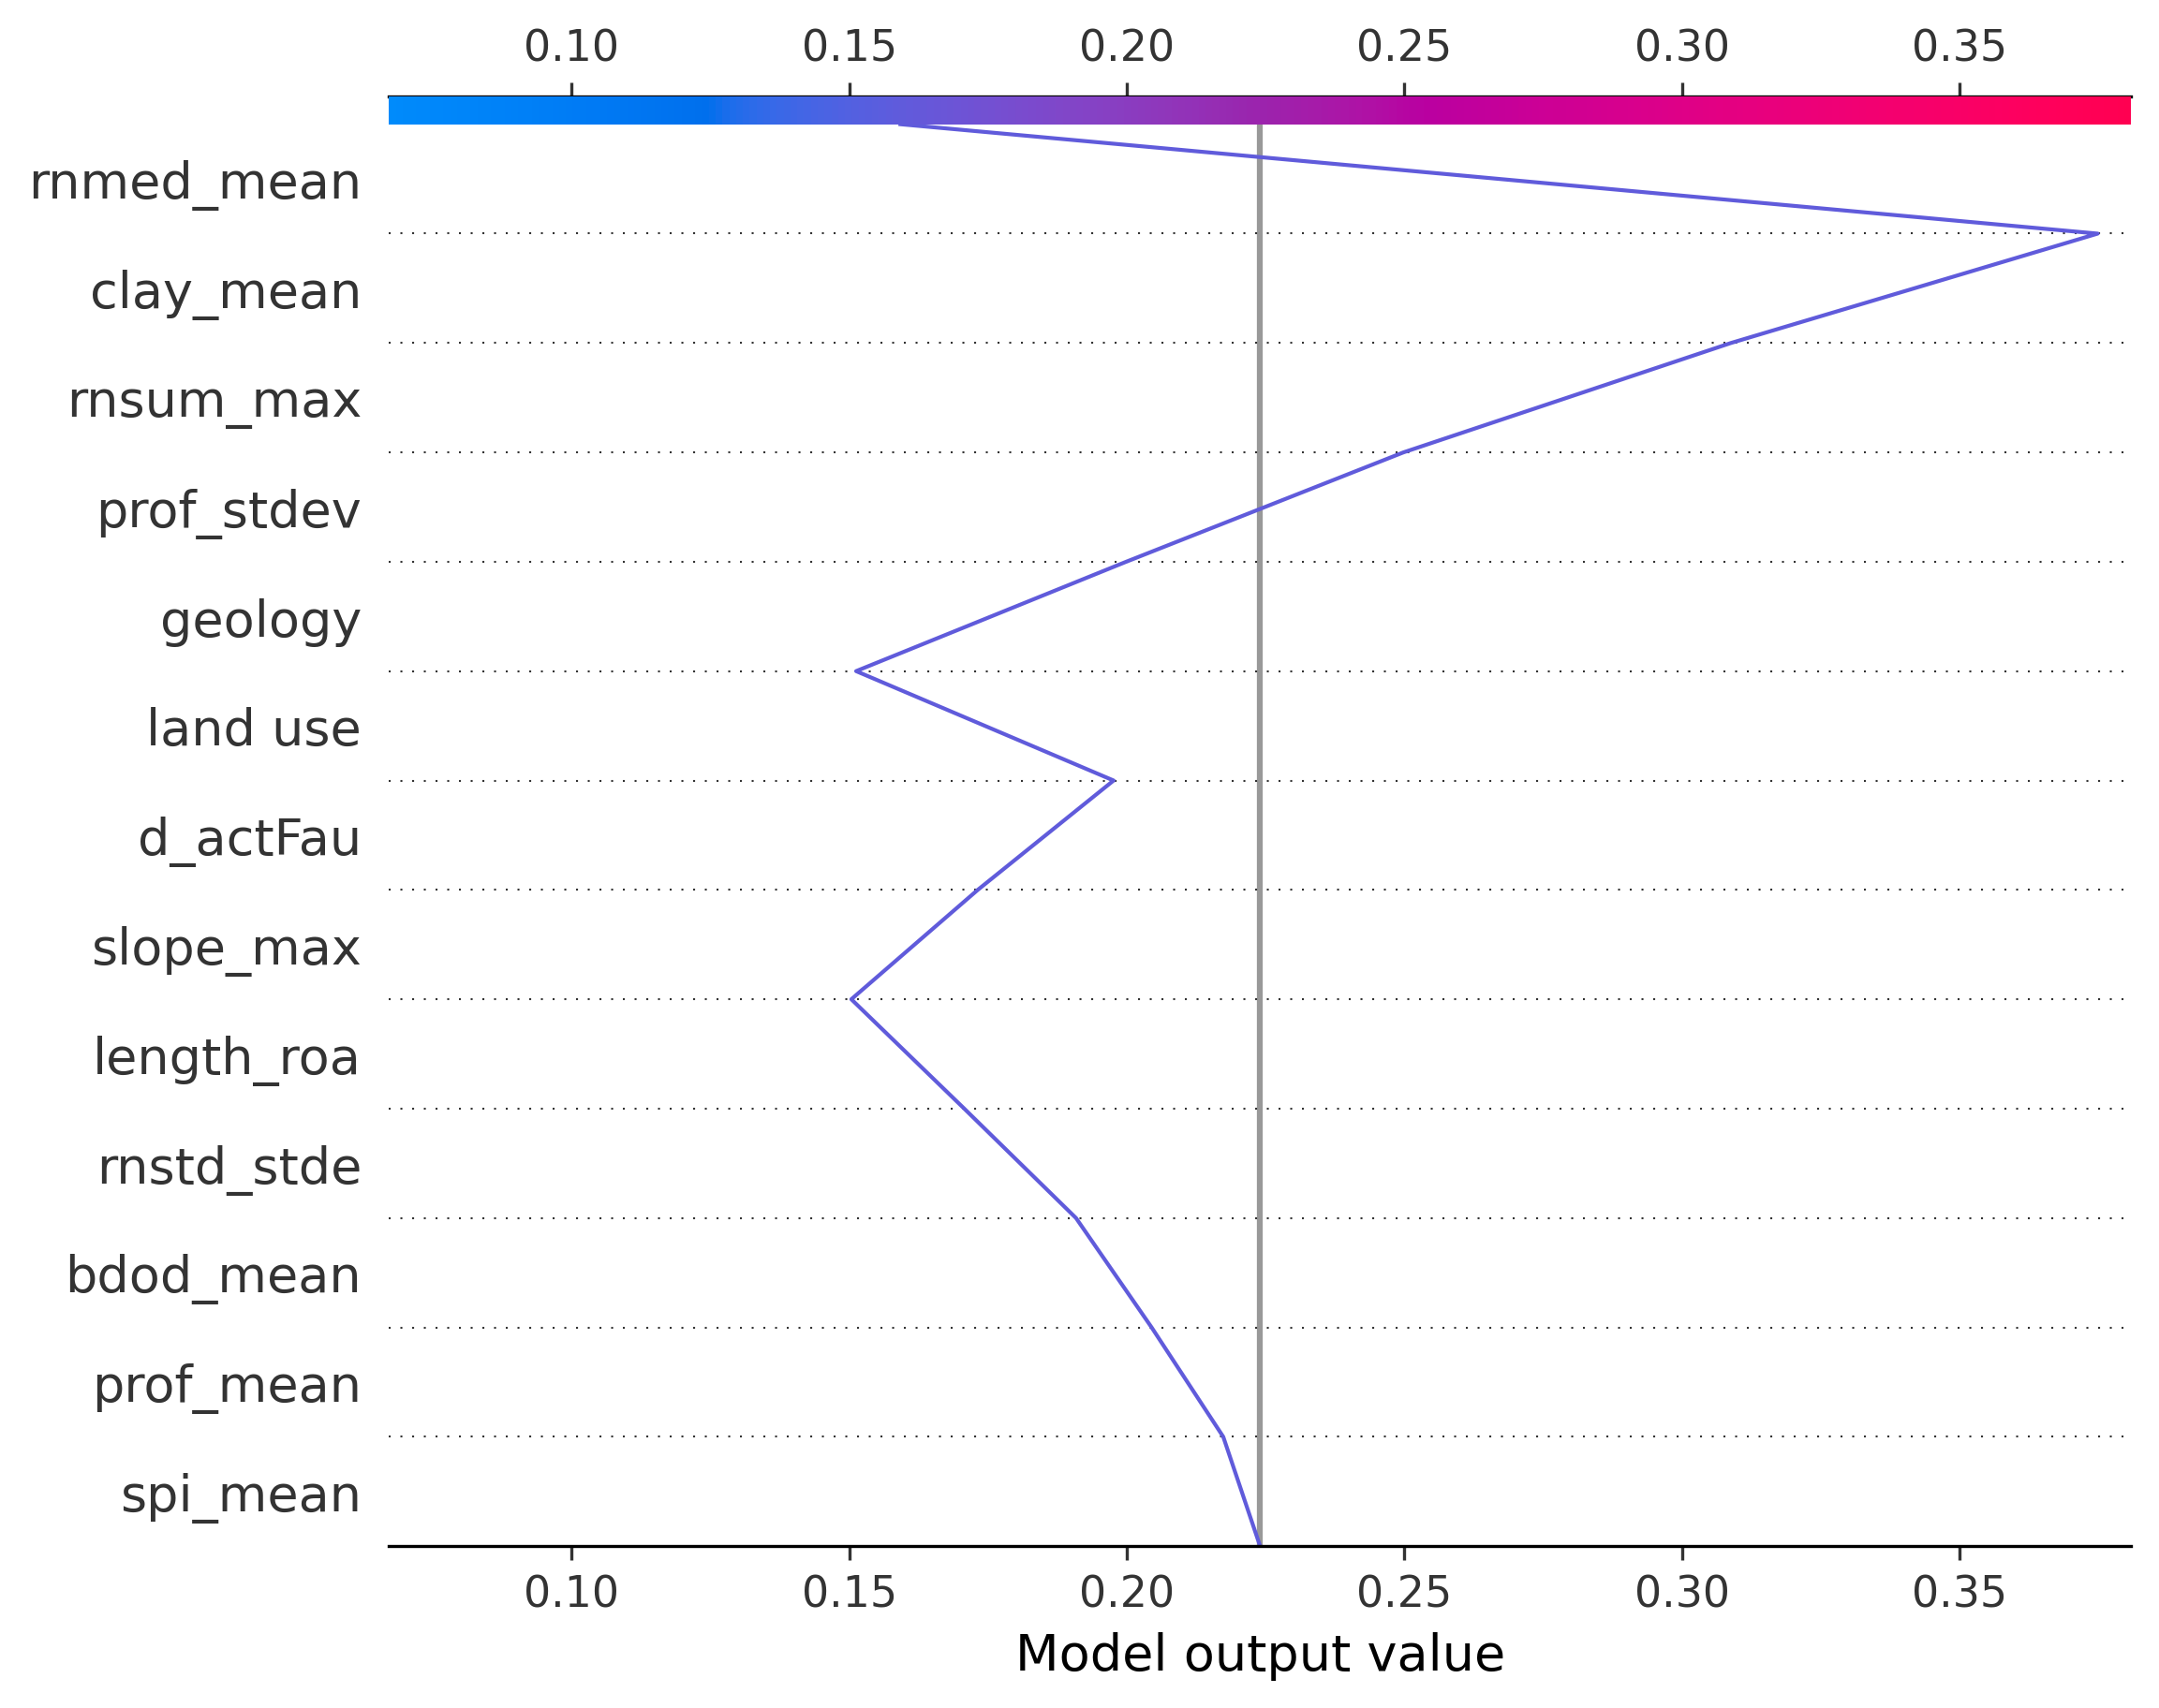 0.10 0.15 0.20 0.25 0.30 0.35
rnmed_mean
clay_mean
rnsum_max
prof_stdev
geology
land use
d_actFau
slope_max
length_roa
rnstd_stde
bdod_mean
prof_mean
spi_mean
0.10 0.15 0.20 0.25 0.30 0.35
Model output value